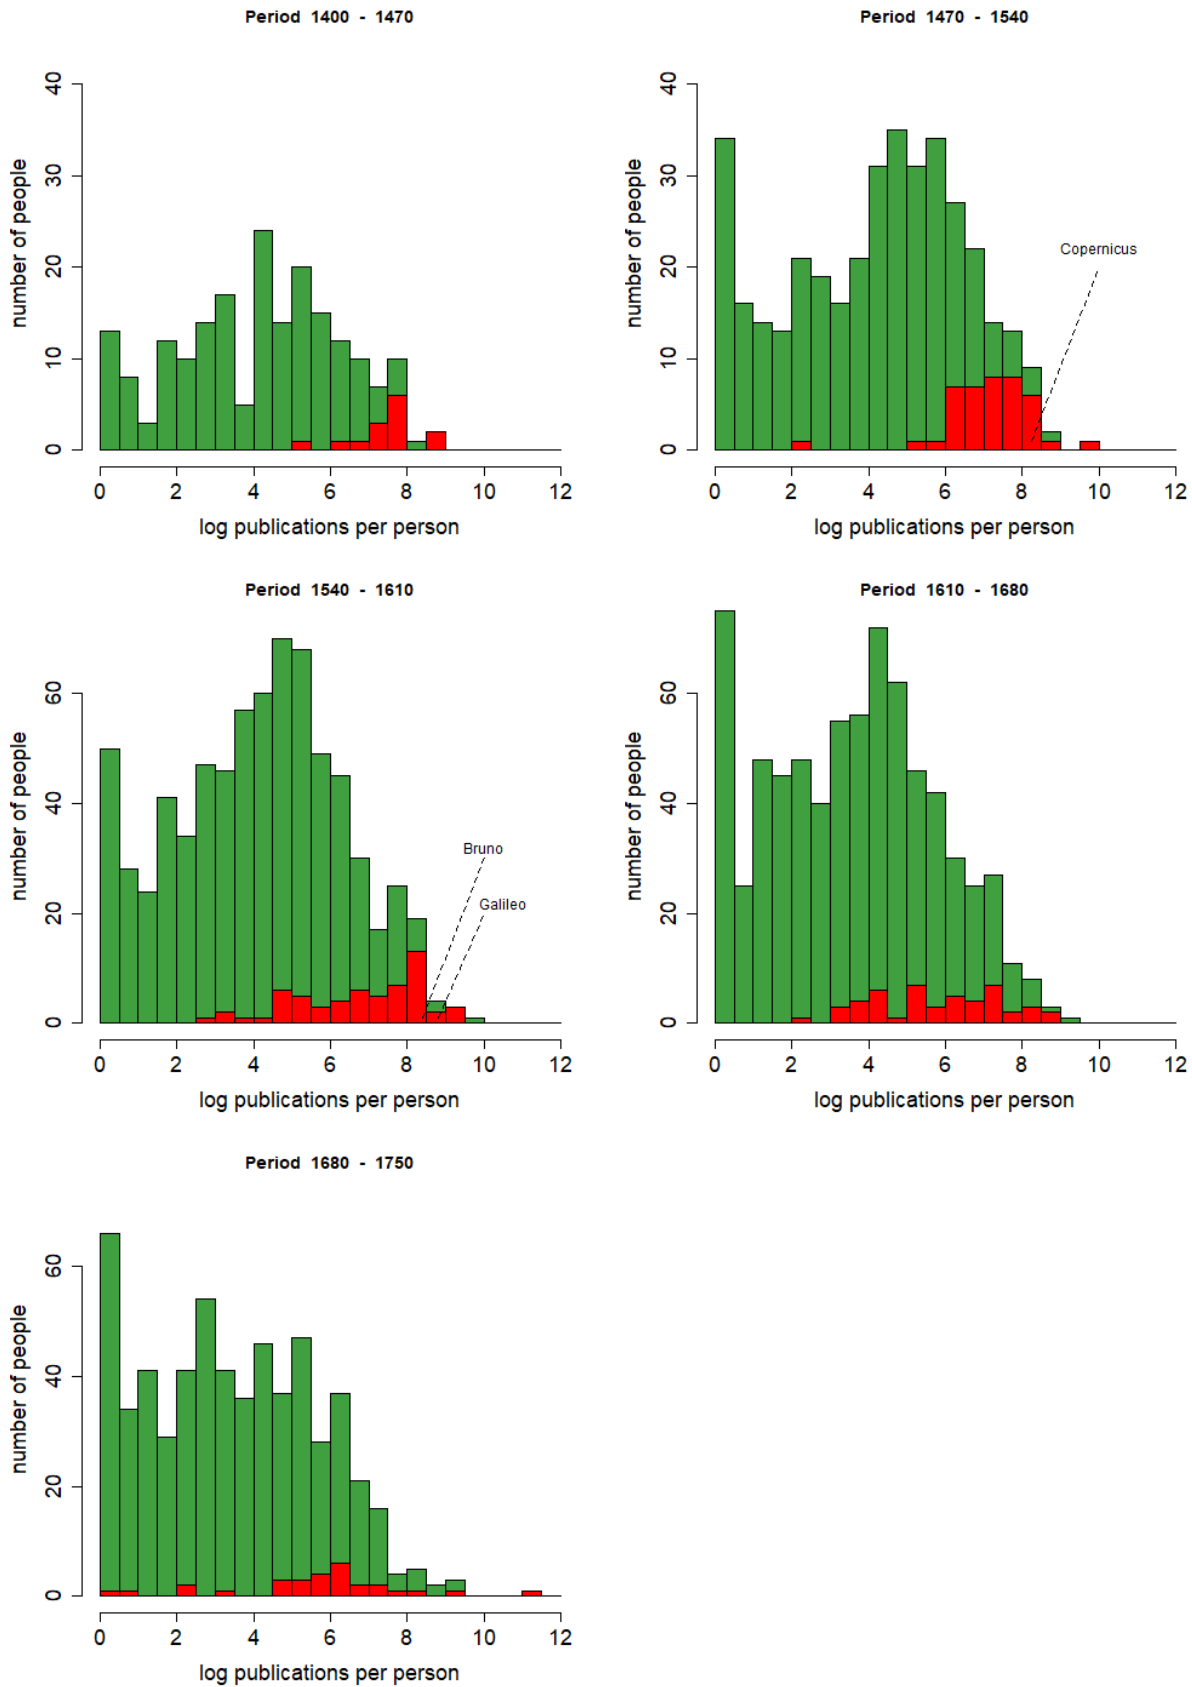 Period 1400 - 1470
number of people
0 10 20 30 40
0 2 4 6 8 10 12
log publications per person
Period 1470 - 1540
number of people
0 10 20 30 40
Copernicus
0 2 4 6 8 10 12
log publications per person
Period 1540 - 1610
number of people
0 20 40 60
Bruno
Galileo
0 2 4 6 8 10 12
log publications per person
Period 1610 - 1680
number of people
0 20 40 60
0 2 4 6 8 10 12
log publications per person
Period 1680 - 1750
number of people
0 20 40 60
0 2 4 6 8 10 12
log publications per person